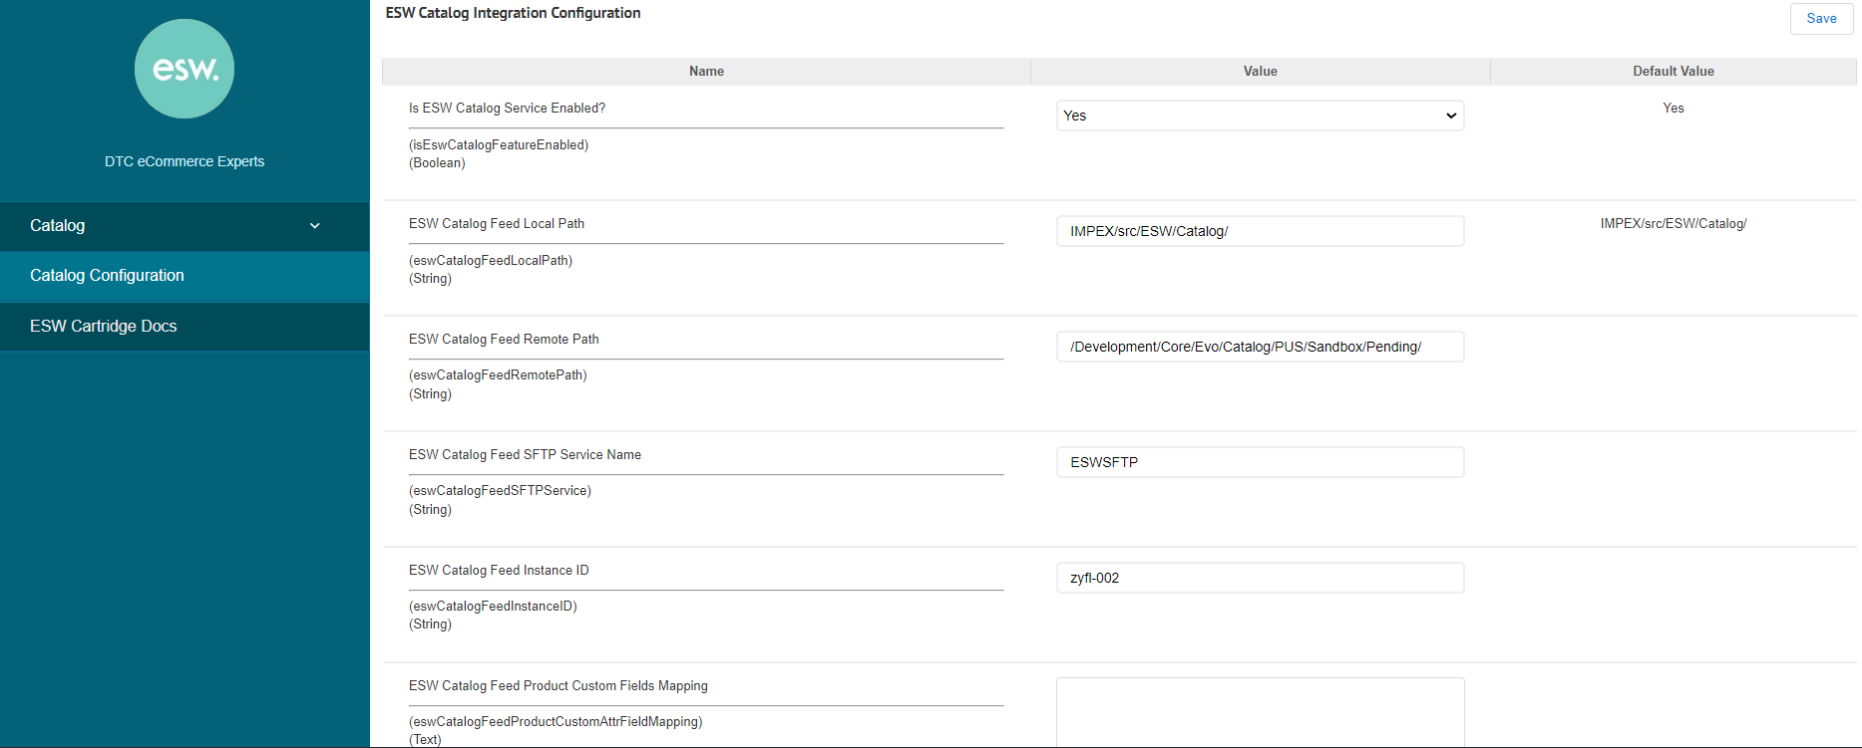 esw.
DTC eCommerce Experts
Catalog
Catalog Configuration
ESW Cartridge Docs
ESW Catalog Integration Configuration
Save
Name Value Default Value
Is ESW Catalog Service Enabled?
(isEswCatalogFeatureEnabled)
(Boolean)
Yes
Yes
ESW Catalog Feed Local Path
(eswCatalogFeedLocalPath)
(String)
IMPEX/src/ESW/Catalog/
IMPEX/src/ESW/Catalog/
ESW Catalog Feed Remote Path
(eswCatalogFeedRemotePath)
(String)
/Development/Core/Evo/Catalog/PUS/Sandbox/Pending/
ESW Catalog Feed SFTP Service Name
(eswCatalogFeedSFTPService)
(String)
ESWSFTP
ESW Catalog Feed Instance ID
(eswCatalogFeedInstanceID)
(String)
zyfl-002
ESW Catalog Feed Product Custom Fields Mapping
(eswCatalogFeedProductCustomAttrFieldMapping)
(Text)